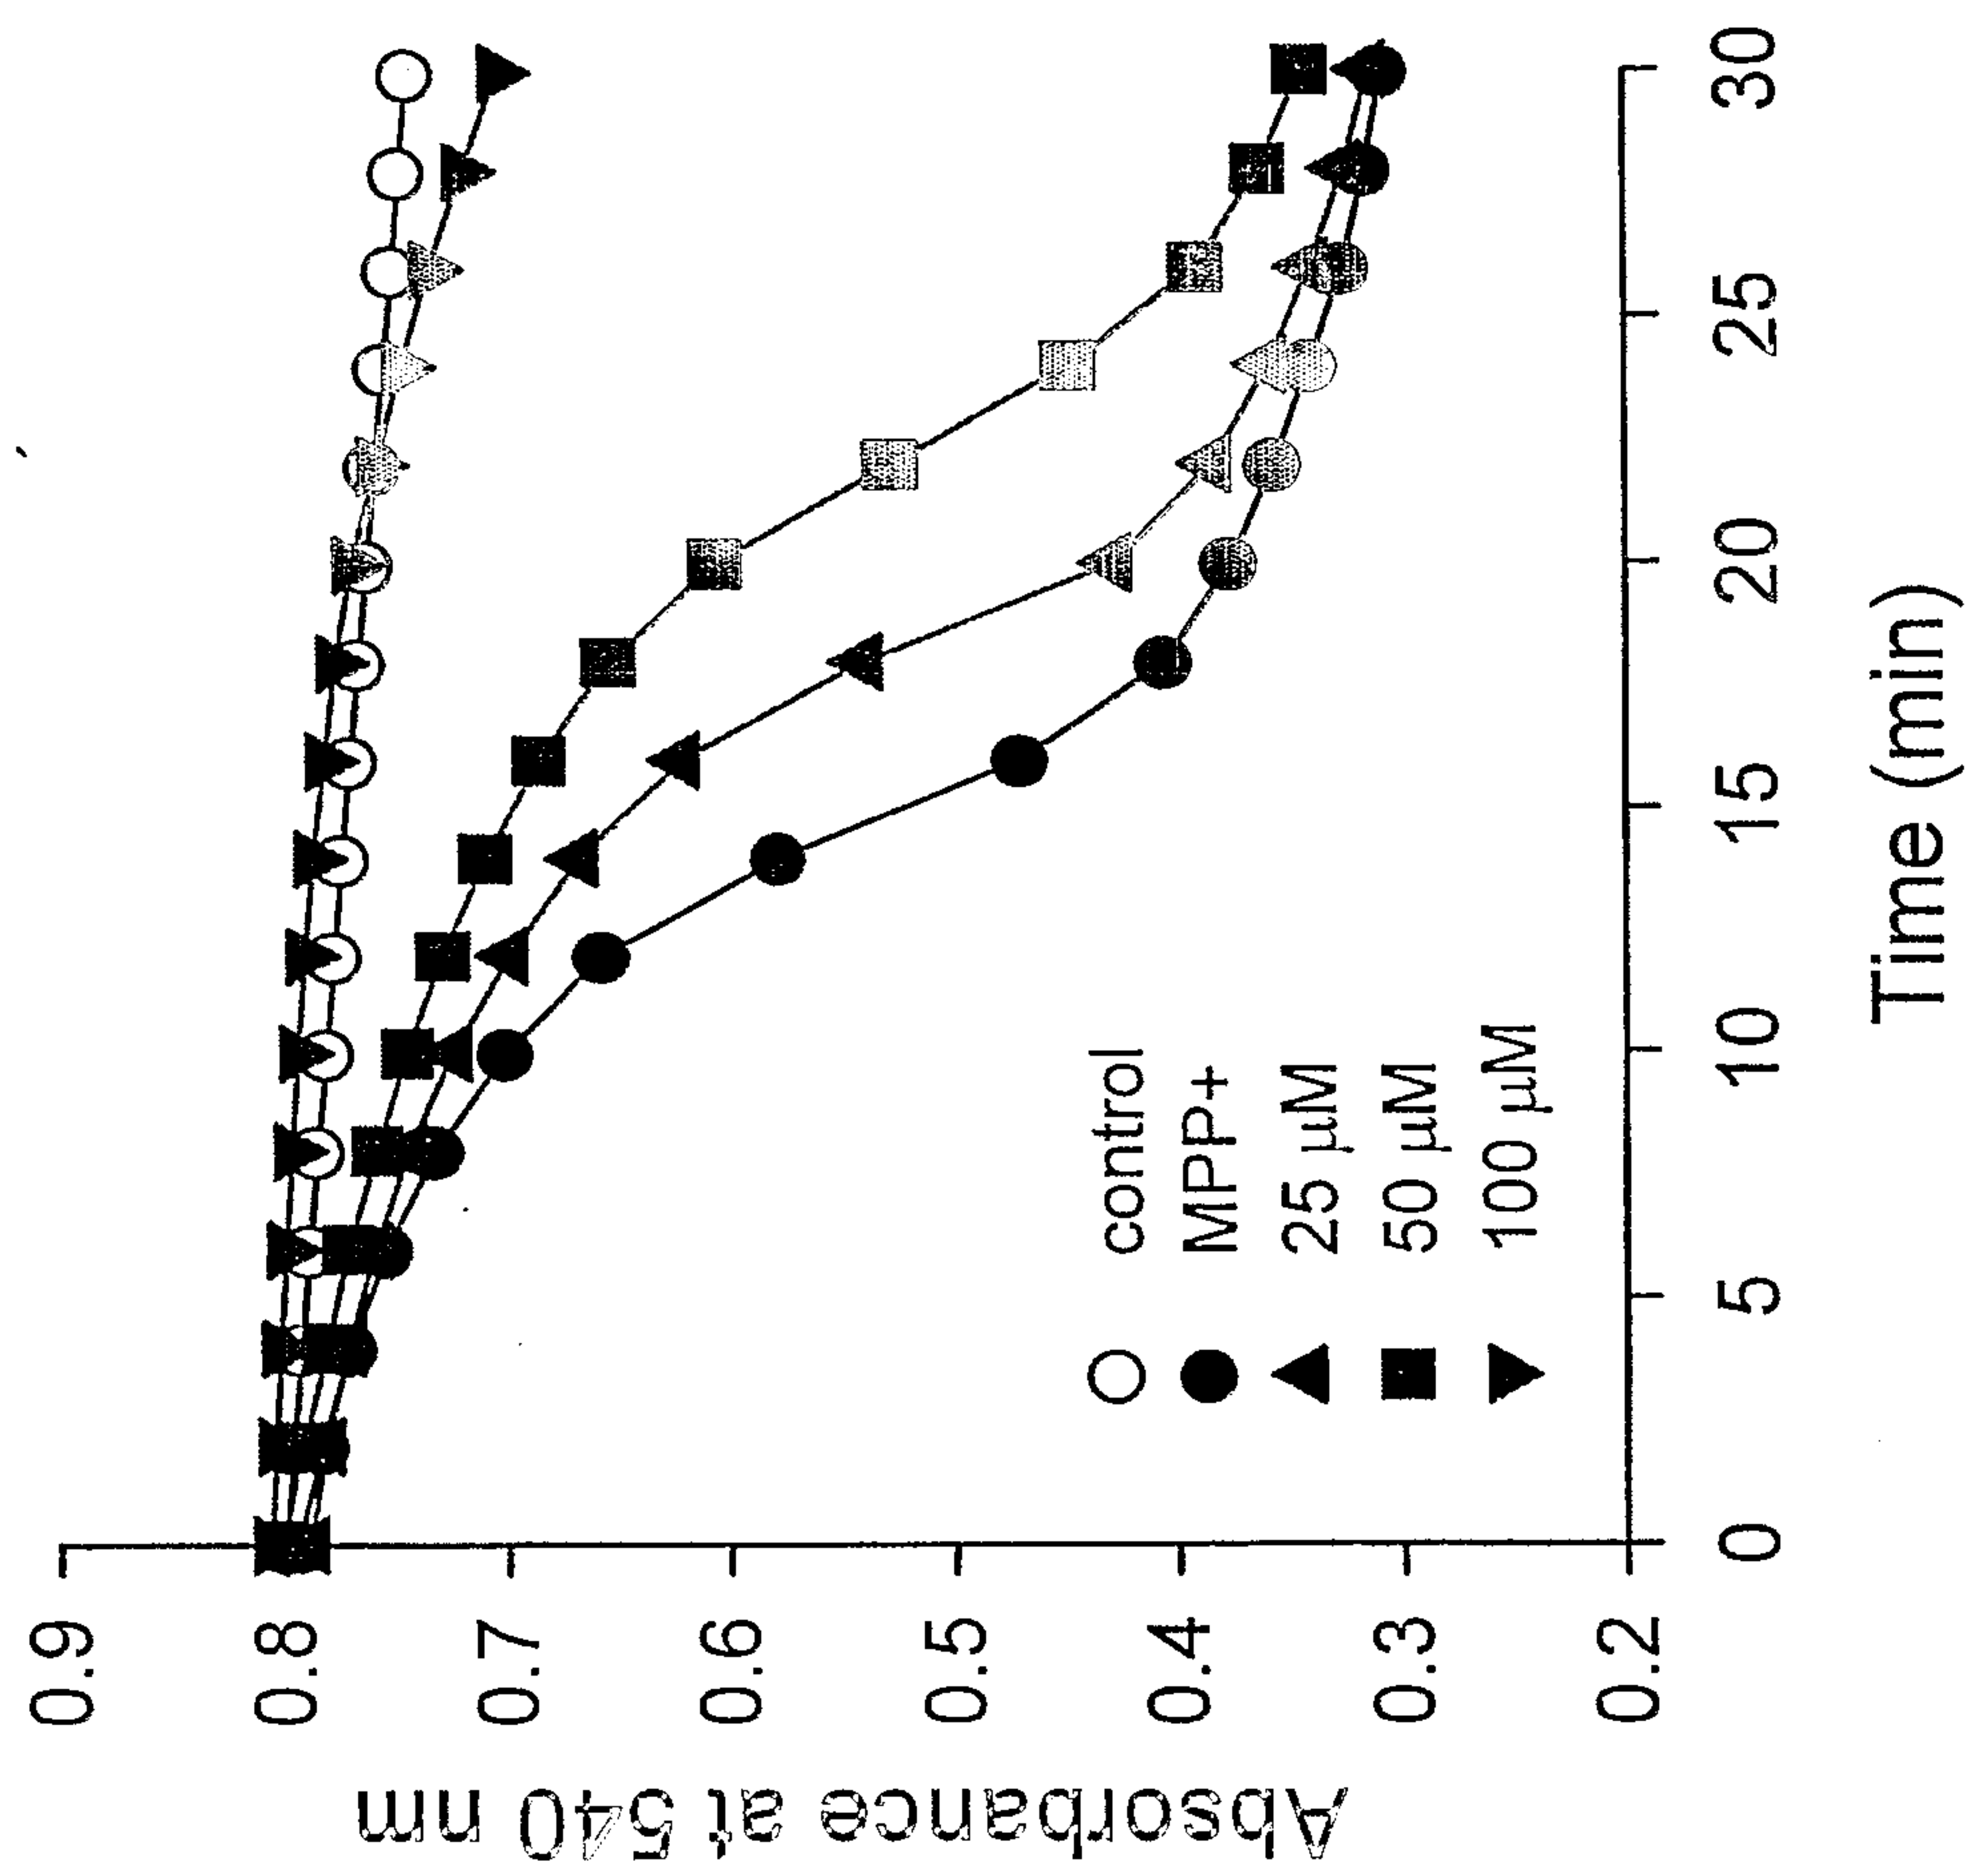 Absorbance at 540 nm
0.9
0.8
0.7
0.6
0.5
0.4
0.3
0.2
control
MPP+
25 μM
50 μM
100 μM
0
5
10
15
20
25
30
Time (min)